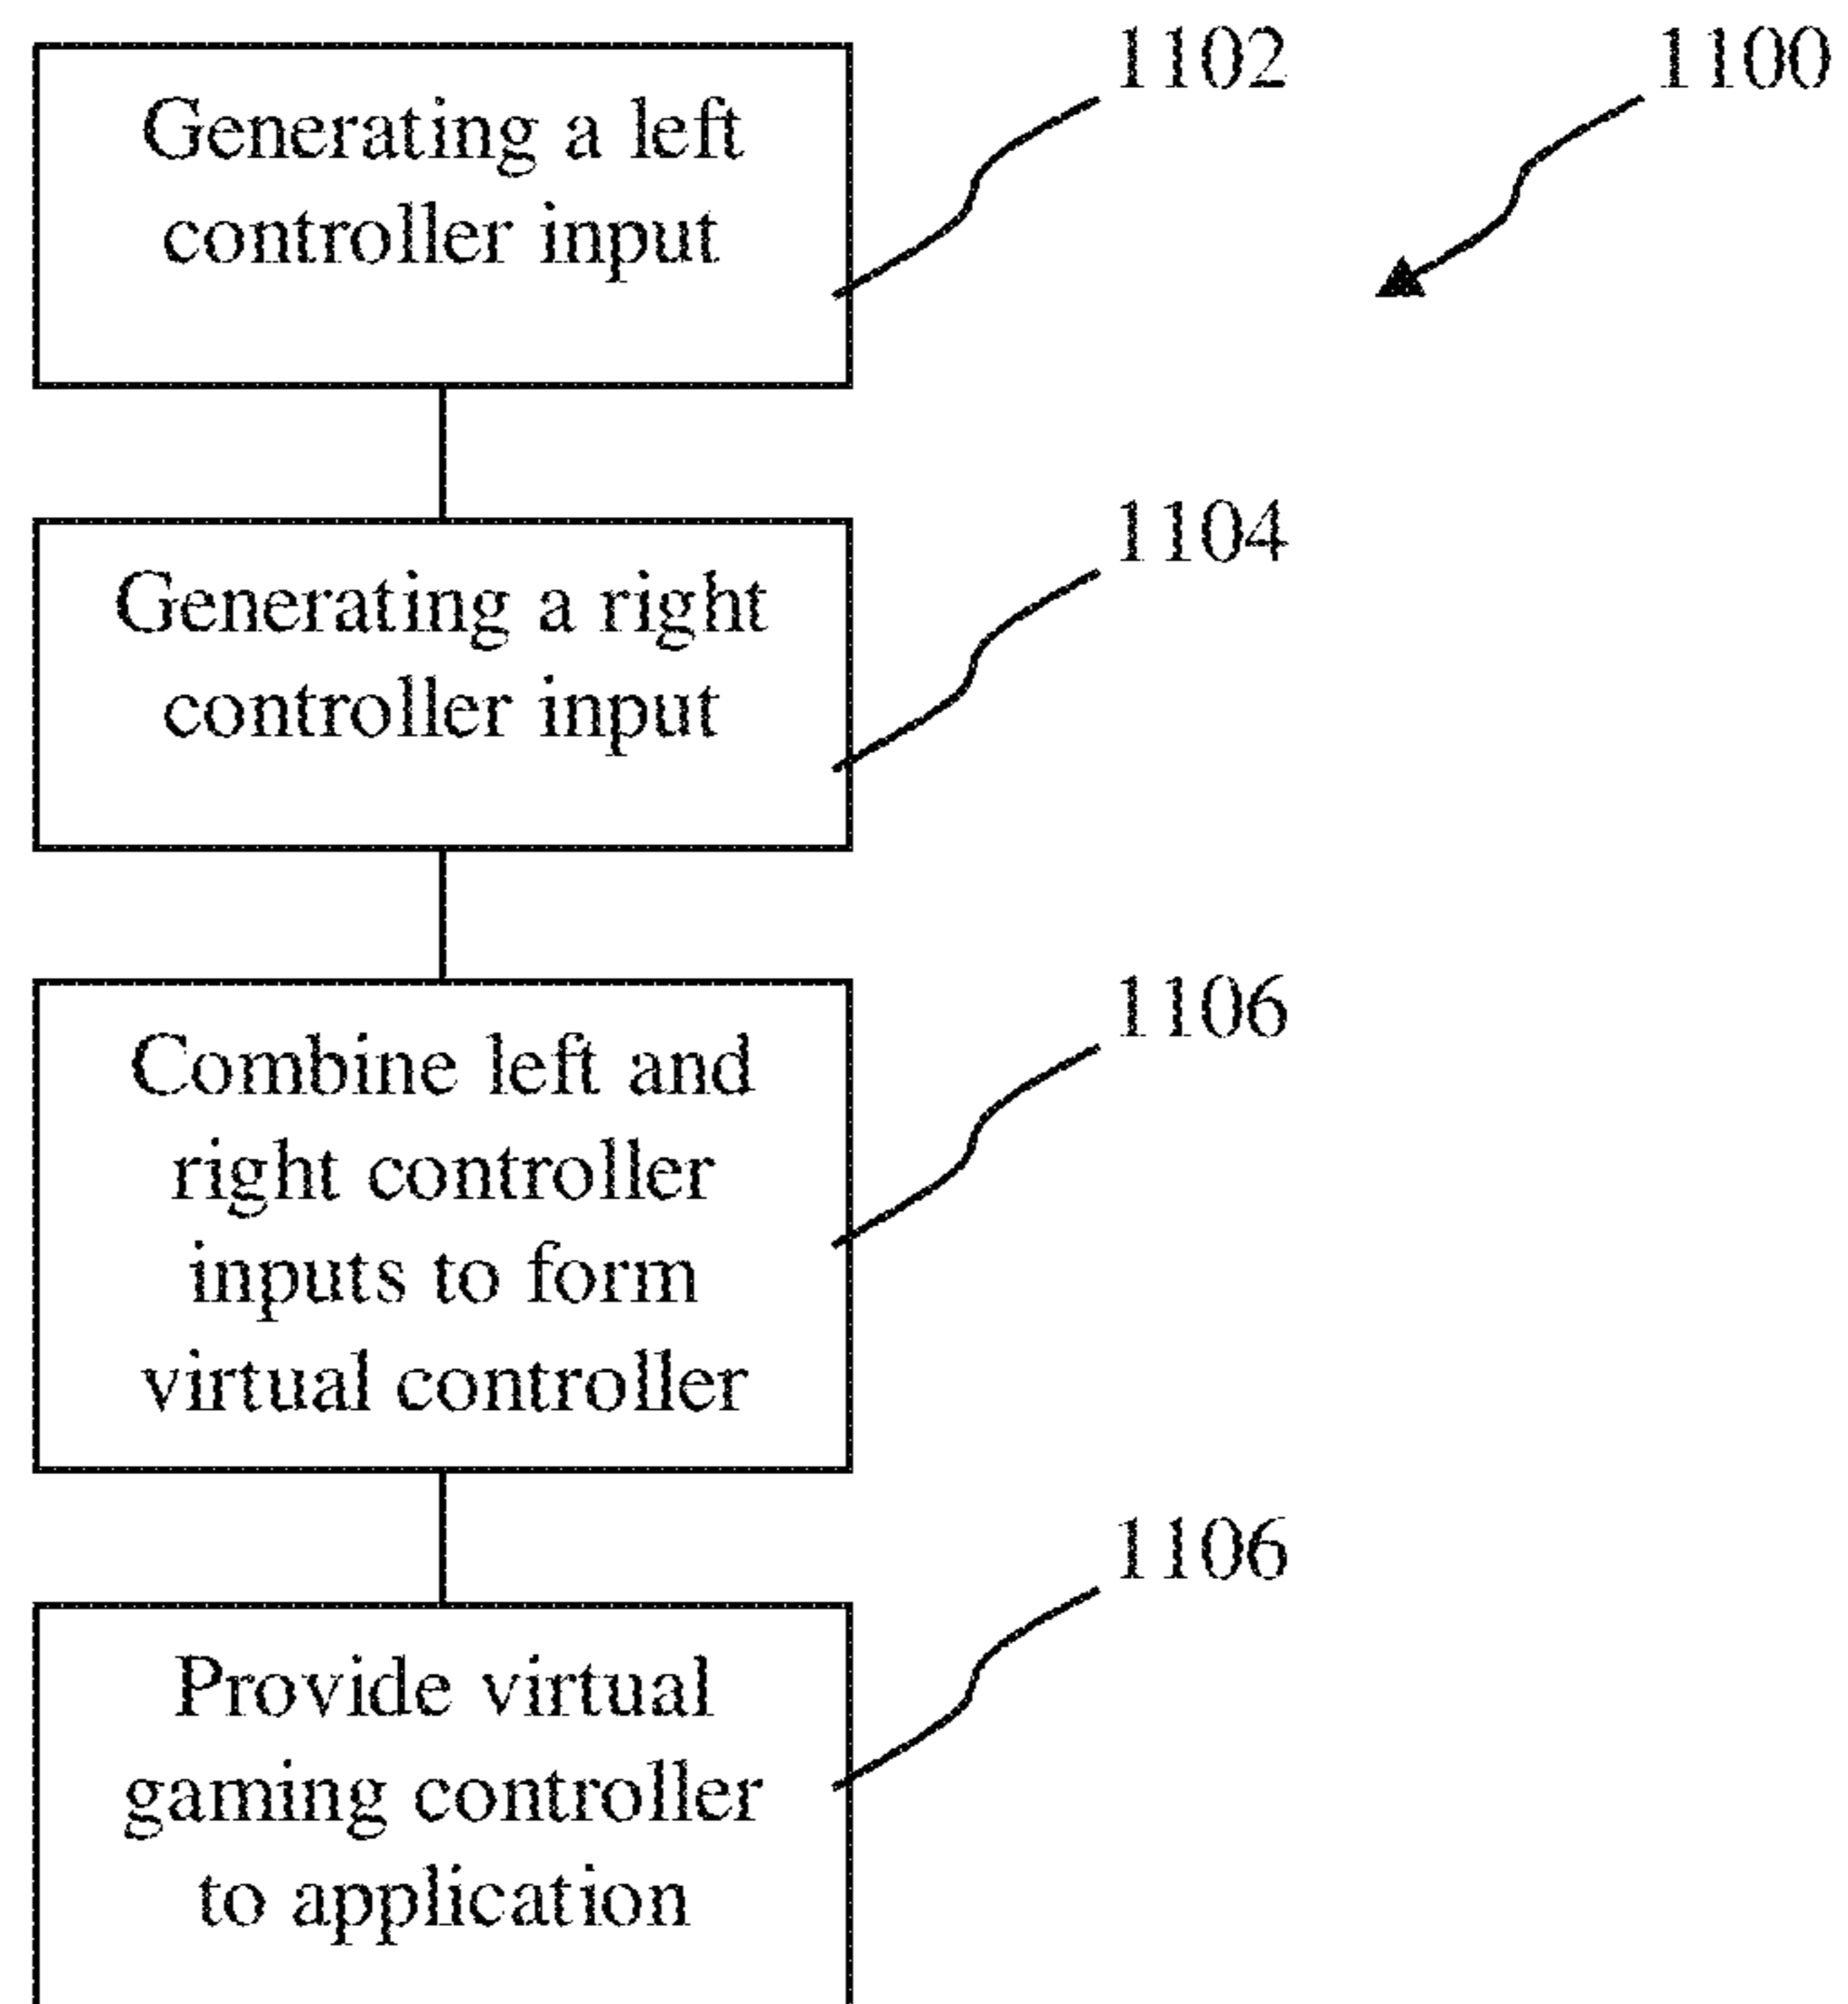 1102
1100
Generating a left
controller input
1104
Generating a right
controller input
1106
Combine left and
right controller
inputs to form
virtual controller
1106
Provide virtual
gaming controller
to application